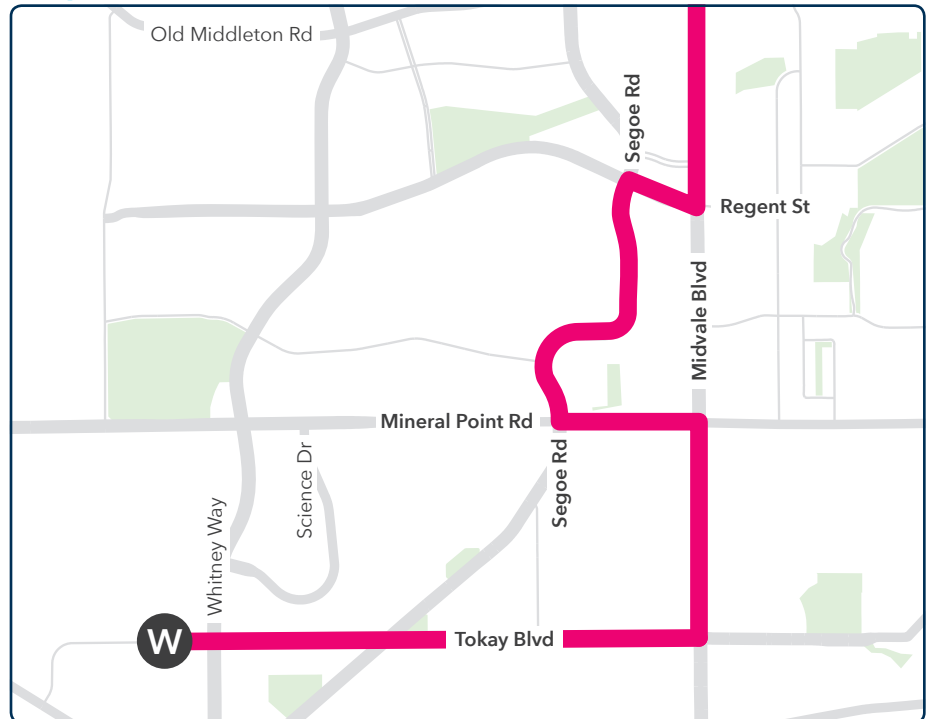 Old Middleton Rd
Segoe Rd
Regent St
Midvale Blvd
Mineral Point Rd
Segoe Rd
Science Dr
Whitney Way
W
Tokay Blvd